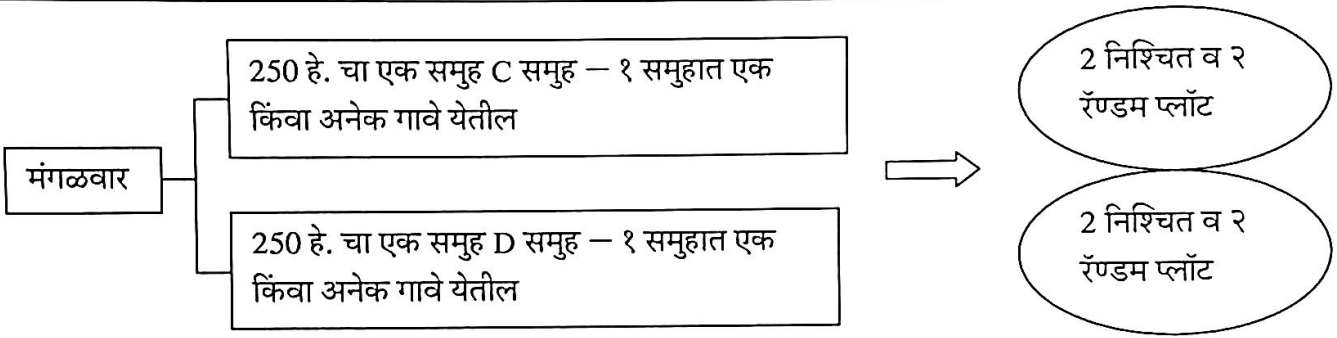 250 हे. चा एक समुह C समुह – १ समुहात एक
किंवा अनेक गावे येतील
2 निश्चित व २
रॅण्डम प्लॉट
मंगळवार
250 हे. चा एक समुह D समुह – १ समुहात एक
किंवा अनेक गावे येतील
2 निश्चित व २
रॅण्डम प्लॉट